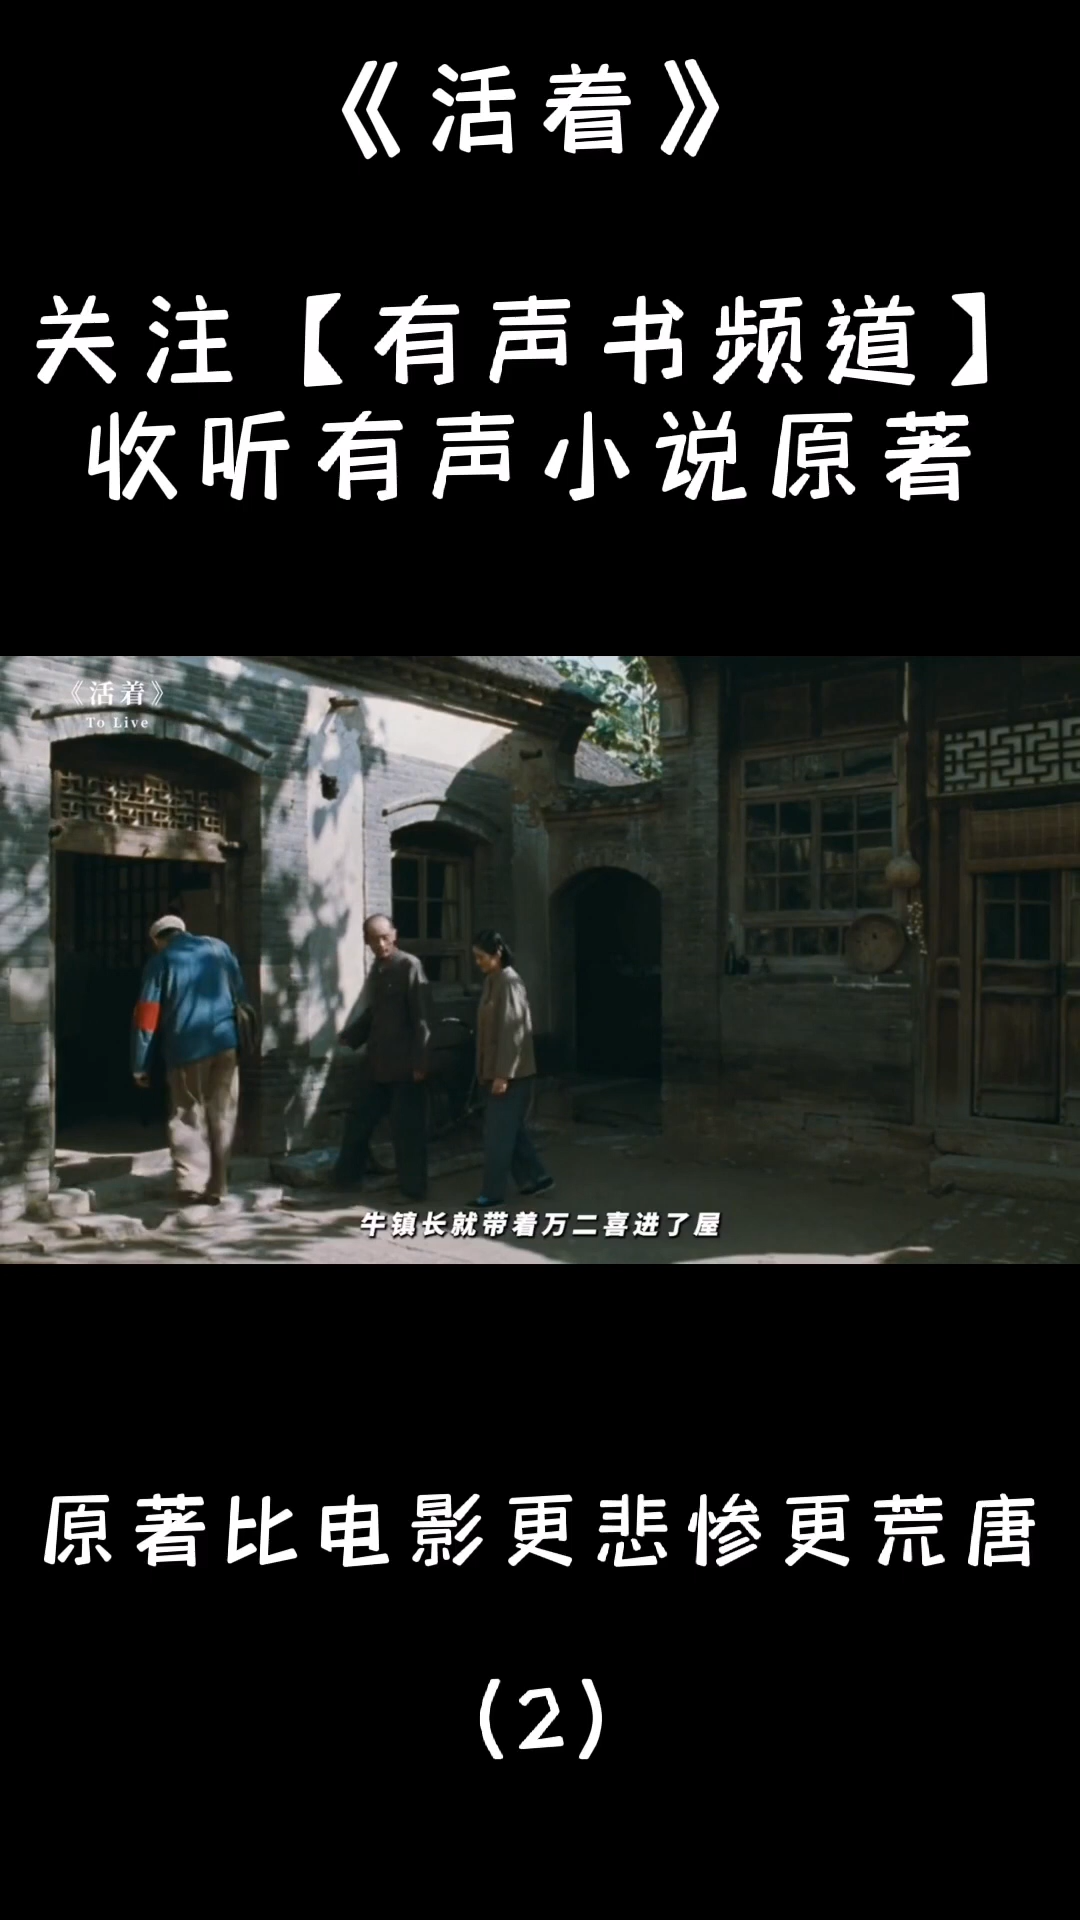 《活着》
关注【有声书频道】
收听有声小说原著
《活着》
To Live
牛镇长就带着万二喜进了屋
原著比电影更悲惨更荒唐
(2)